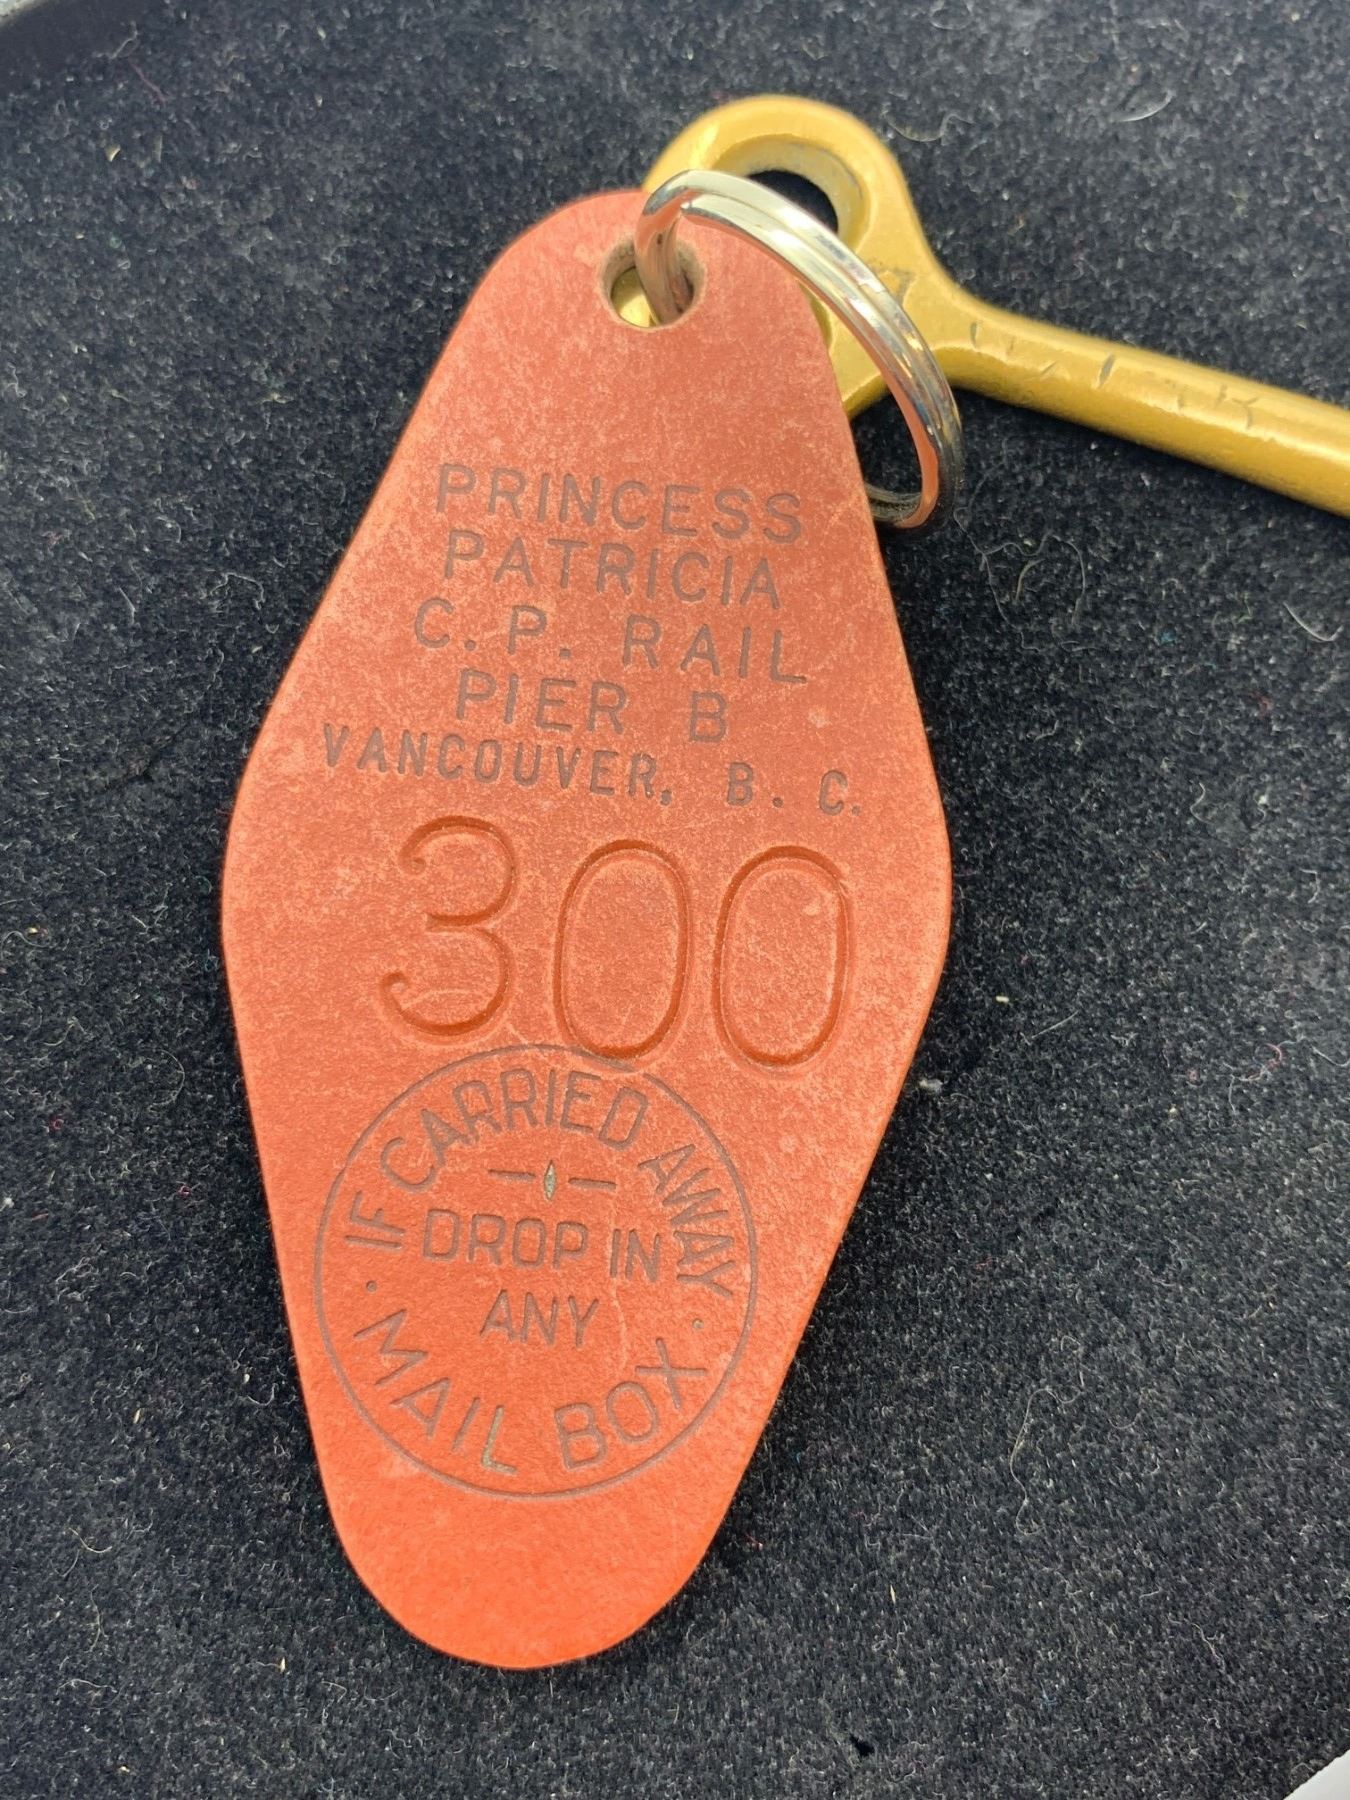 PRINCESS
PATRICIA
C. P. RAIL
PIER B
VANCOUVER, B. C.
300
· IF CARRIED AWAY ·
DROP IN
ANY
MAIL BOX